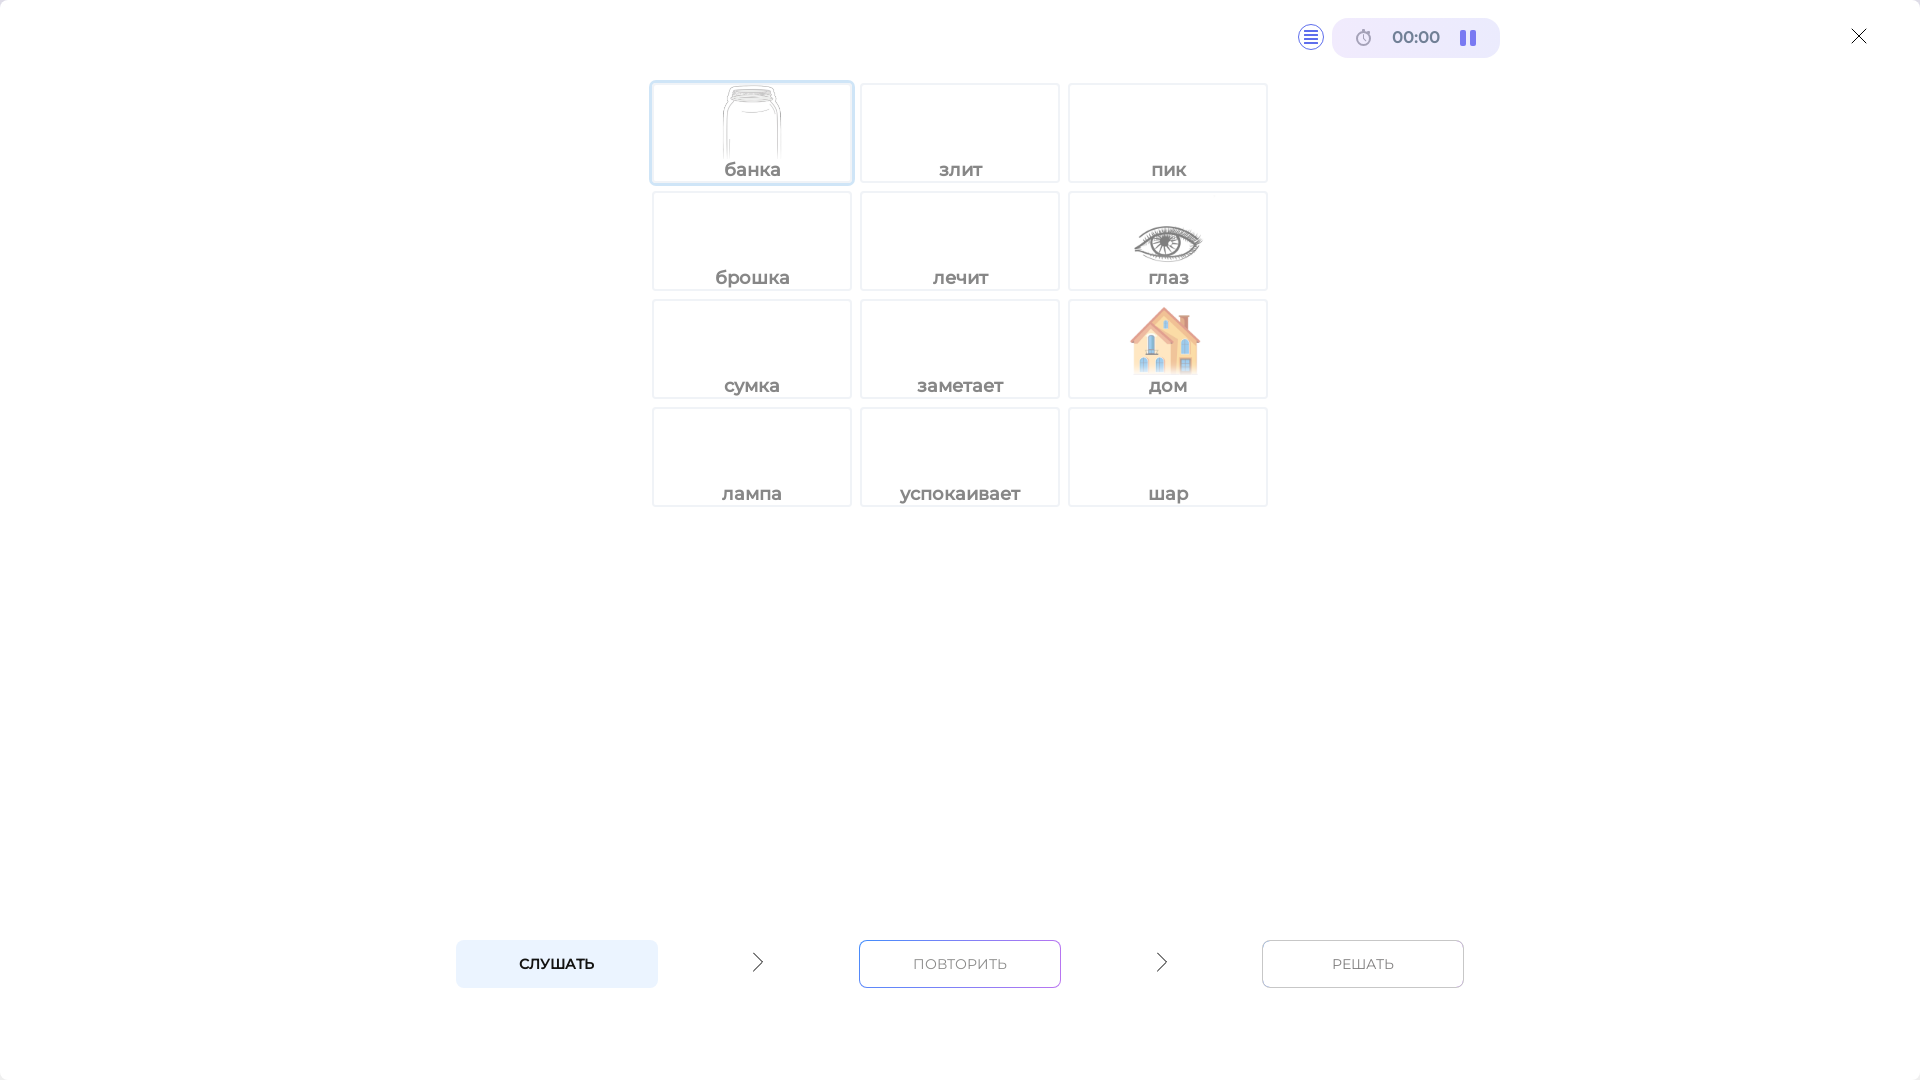 00:00
банка злит пик
брошка лечит глаз
сумка заметает дом
лампа успокаивает шар
СЛУШАТЬ ПОВТОРИТЬ РЕШАТЬ